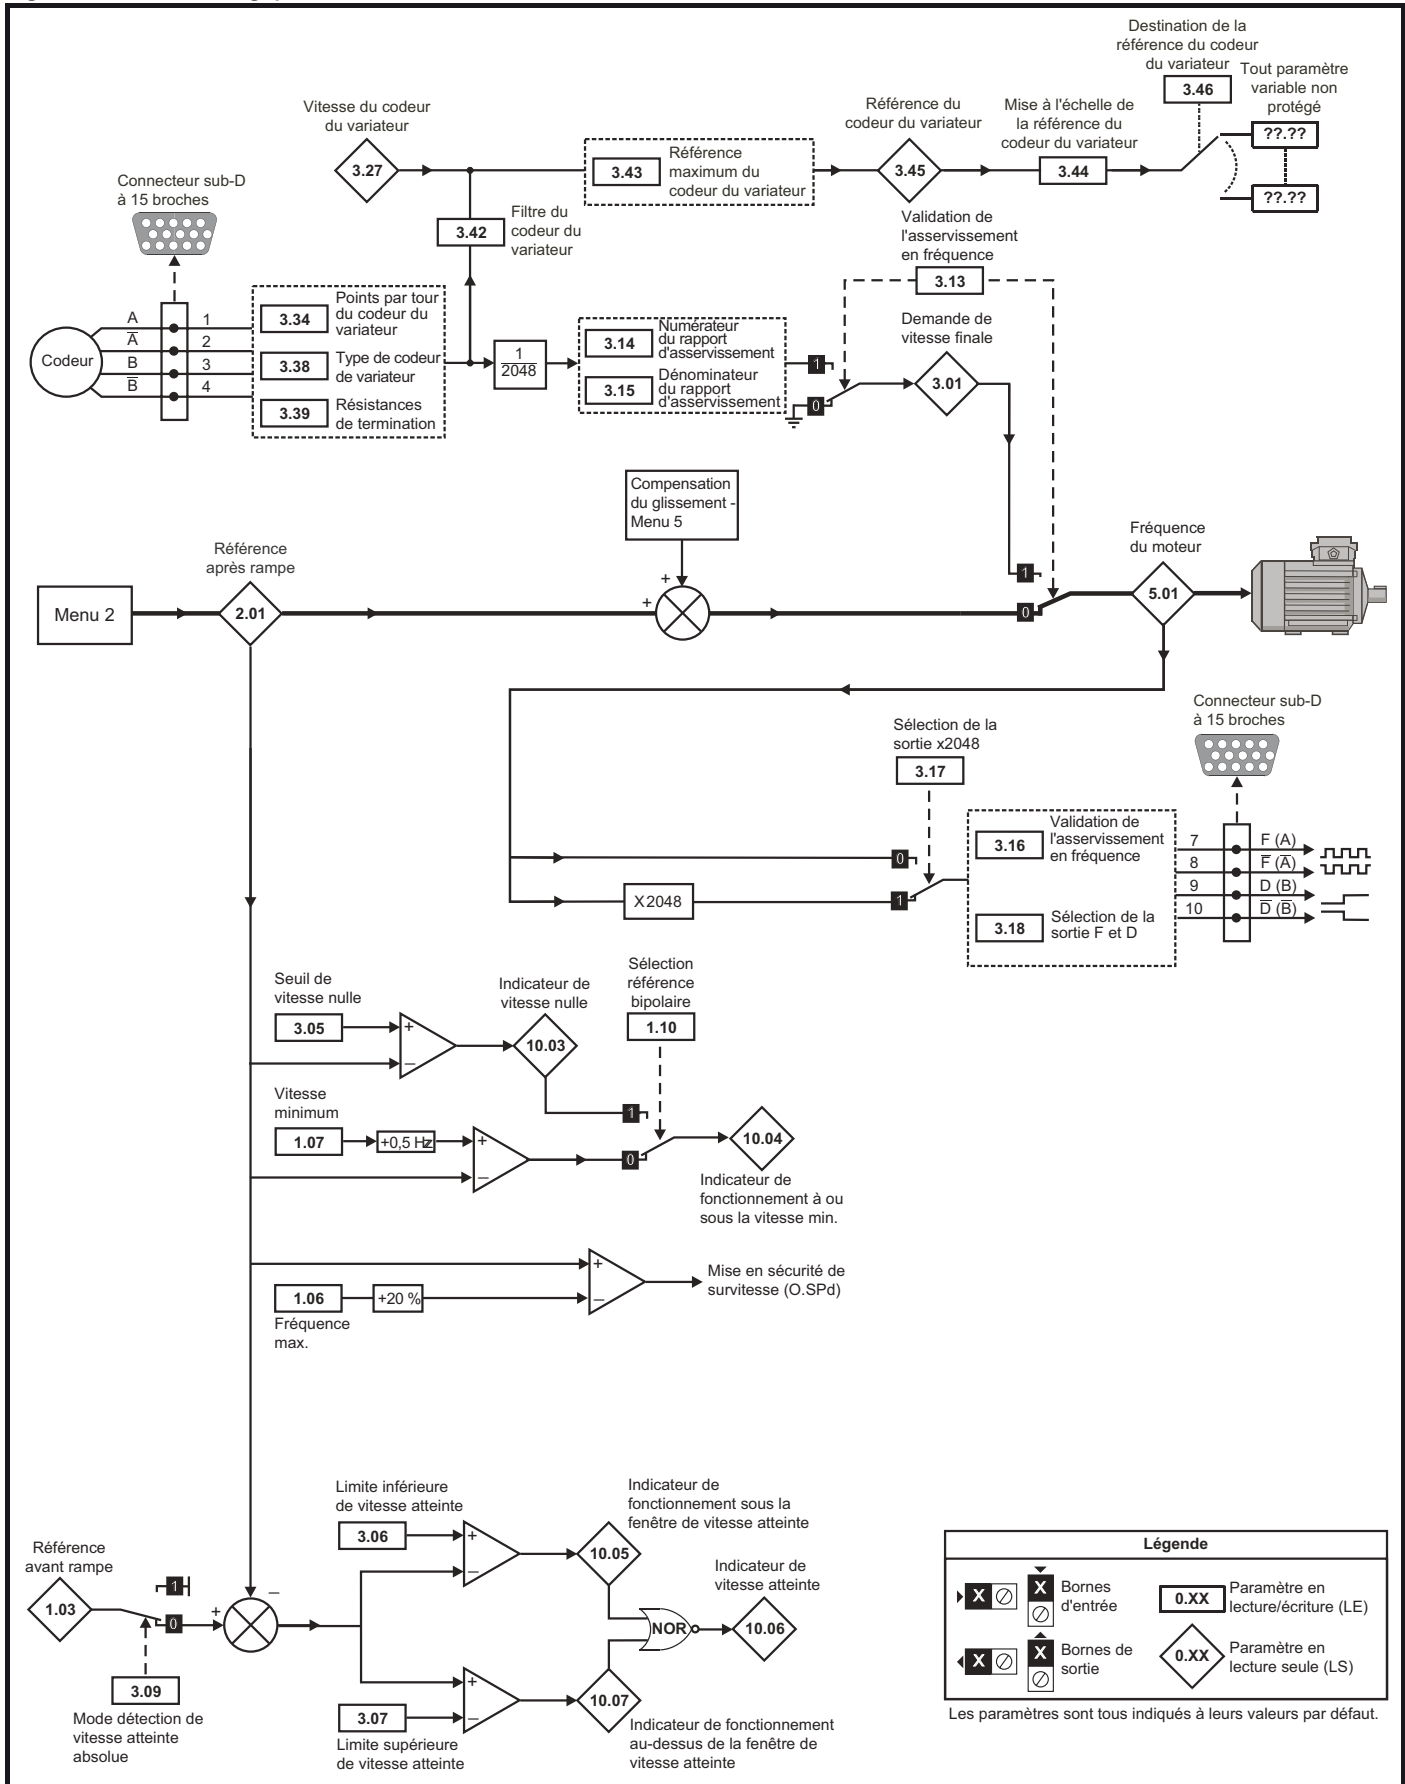 Destination de la
référence du codeur
du variateur
3.46
Tout paramètre
variable non
protégé
??.??
??.??
Vitesse du codeur
du variateur
3.27
Référence
maximum du
codeur du variateur
3.43
Référence du
codeur du variateur
3.45
Mise à l'échelle de
la référence du
codeur du variateur
3.44
Connecteur sub-D
à 15 broches
3.42
Filtre du
codeur du
variateur
Validation de
l'asservissement
en fréquence
3.13
Codeur
A
A
B
B
1
2
3
4
3.34
Points par tour
du codeur du
variateur
3.38
Type de codeur
de variateur
3.39
Résistances
de termination
1
2048
3.14
Numérateur
du rapport
d'asservissement
3.15
Dénominateur
du rapport
d'asservissement
1
0
Demande de
vitesse finale
3.01
Compensation
du glissement -
Menu 5
Menu 2
Référence
après rampe
2.01
+
+
1
0
Fréquence
du moteur
5.01
Sélection de la
sortie x2048
3.17
0
1
X2048
3.16
Validation de
l'asservissement
en fréquence
3.18
Sélection de la
sortie F et D
Connecteur sub-D
à 15 broches
7
F (A)
8
F (A)
9
D (B)
10
D (B)
Seuil de
vitesse nulle
3.05
+
–
Indicateur de
vitesse nulle
10.03
Sélection
référence
bipolaire
1.10
Vitesse
minimum
1.07
+0,5 Hz
+
–
1
0
10.04
Indicateur de
fonctionnement à ou
sous la vitesse min.
1.06
+20 %
Fréquence
max.
+
–
Mise en sécurité de
survitesse (O.SPd)
Référence
avant rampe
1.03
1
0
3.09
Mode détection de
vitesse atteinte
absolue
+
–
Limite inférieure
de vitesse atteinte
3.06
+
–
Indicateur de
fonctionnement sous la
fenêtre de vitesse atteinte
10.05
+
–
3.07
Limite supérieure
de vitesse atteinte
10.07
Indicateur de fonctionnement
au-dessus de la fenêtre de
vitesse atteinte
NOR
Indicateur de
vitesse atteinte
10.06
Légende
X
X
Bornes
d'entrée
0.XX
Paramètre en
lecture/écriture (LE)
X
X
Bornes de
sortie
0.XX
Paramètre en
lecture seule (LS)
Les paramètres sont tous indiqués à leurs valeurs par défaut.